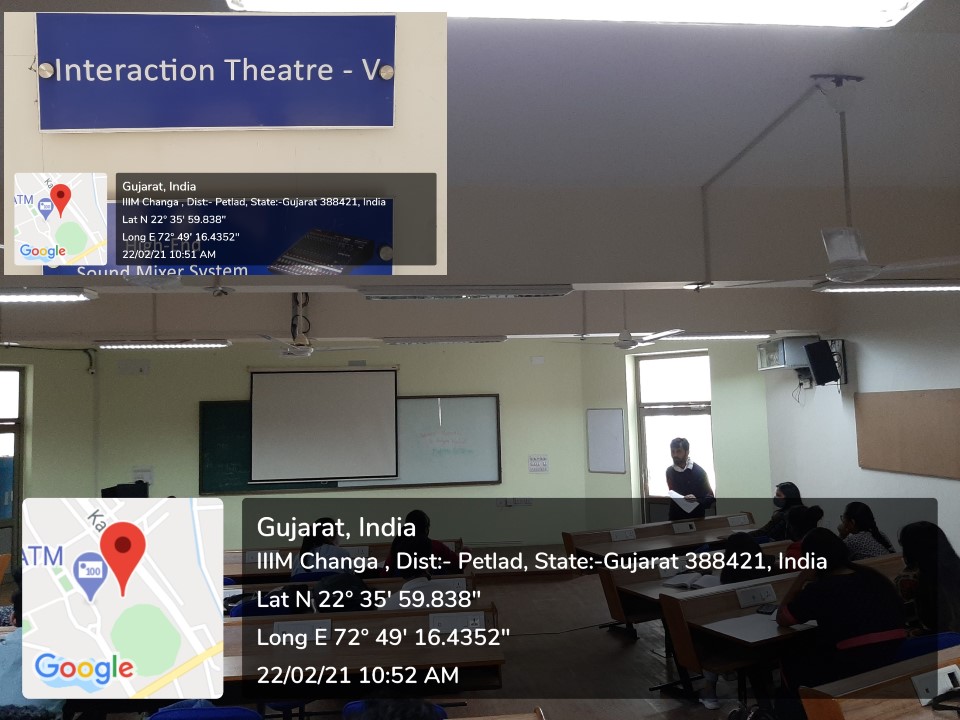 Interaction Theatre - V
Gujarat, India
IIIM Changa , Dist:- Petlad, State:-Gujarat 388421, India
Lat N 22° 35' 59.838"
Long E 72° 49' 16.4352"
22/02/21 10:51 AM
ATM
Google
High-End
Sound Mixer System
Gujarat, India
IIIM Changa , Dist:- Petlad, State:-Gujarat 388421, India
Lat N 22° 35' 59.838"
Long E 72° 49' 16.4352"
22/02/21 10:52 AM
Ka
ATM
100
Google